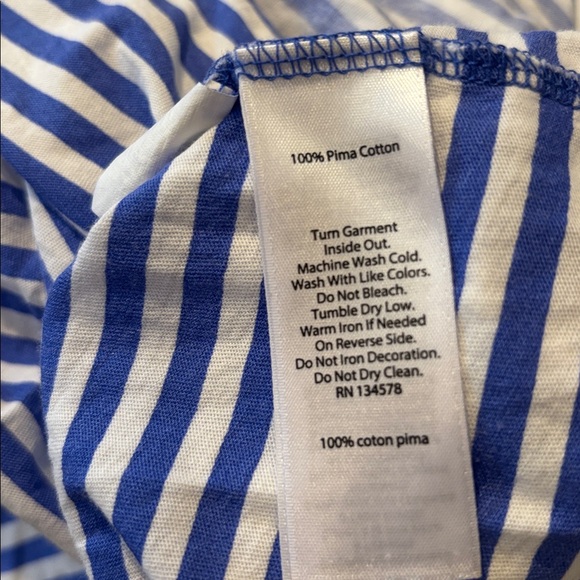 100% Pima Cotton
Turn Garment
Inside Out.
Machine Wash Cold.
Wash With Like Colors.
Do Not Bleach.
Tumble Dry Low.
Warm Iron If Needed
On Reverse Side.
Do Not Iron Decoration.
Do Not Dry Clean.
RN 134578
100% coton pima